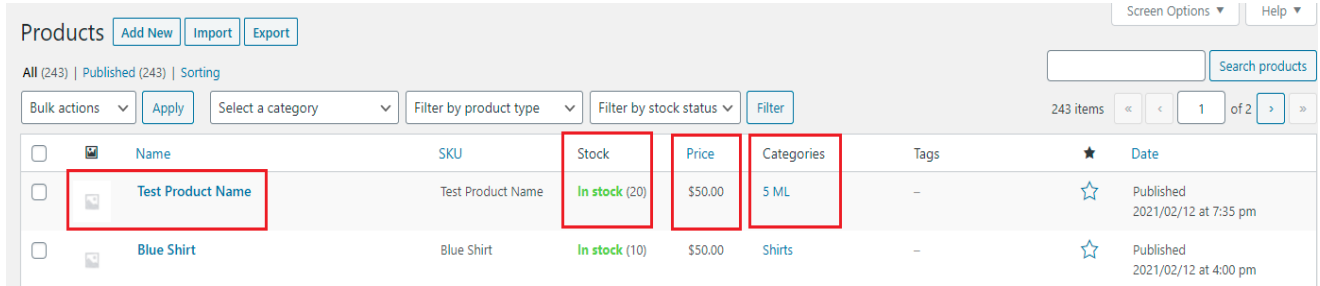 Screen Options ▼ Help ▼
Products Add New Import Export
All (243) | Published (243) | Sorting
Search products
Bulk actions Apply Select a category Filter by product type Filter by stock status Filter 243 items « ‹ 1 of 2 › »
Name SKU Stock Price Categories Tags ★ Date
Test Product Name Test Product Name In stock (20) $50.00 5 ML – Published
2021/02/12 at 7:35 pm
Blue Shirt Blue Shirt In stock (10) $50.00 Shirts – Published
2021/02/12 at 4:00 pm